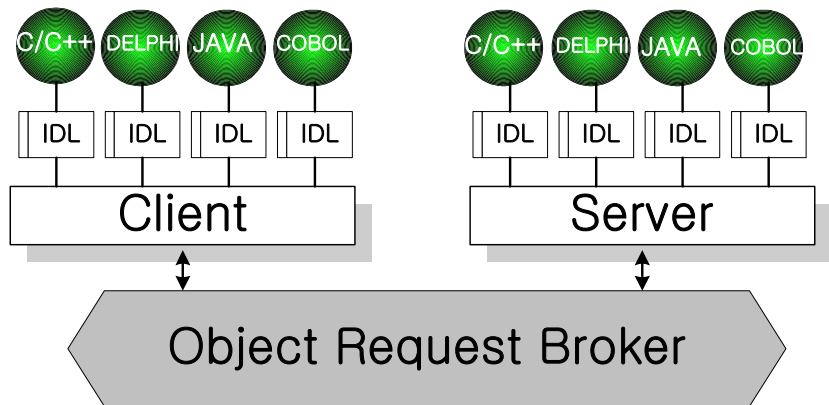 C/C++ DELPHI JAVA COBOL C/C++ DELPHI JAVA COBOL
IDL IDL IDL IDL IDL IDL IDL IDL
Client Server
Object Request Broker